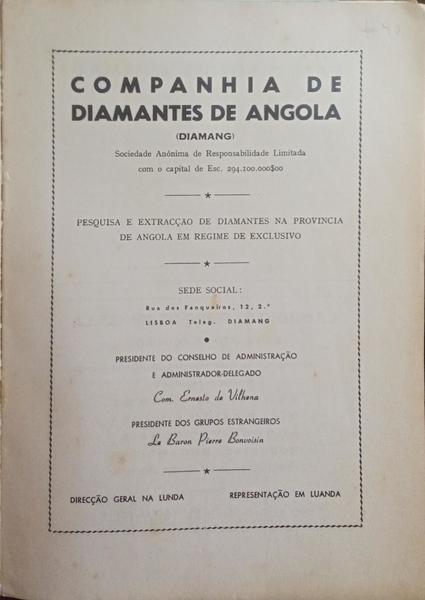 COMPANHIA DE
DIAMANTES DE ANGOLA
(DIAMANG)
Sociedade Anónima de Responsabilidade Limitada
com o capital de Esc. 294.100.000$00
PESQUISA E EXTRACÇÃO DE DIAMANTES NA PROVINCIA
DE ANGOLA EM REGIME DE EXCLUSIVO
SEDE SOCIAL:
Rua dos Fanqueiros, 12, 2.º
LISBOA Teleg. DIAMANG
PRESIDENTE DO CONSELHO DE ADMINISTRAÇÃO
E ADMINISTRADOR-DELEGADO
Com. Ernesto de Vilhena
PRESIDENTE DOS GRUPOS ESTRANGEIROS
Le Baron Pierre Bonvoisin
DIRECÇÃO GERAL NA LUNDA REPRESENTAÇÃO EM LUANDA